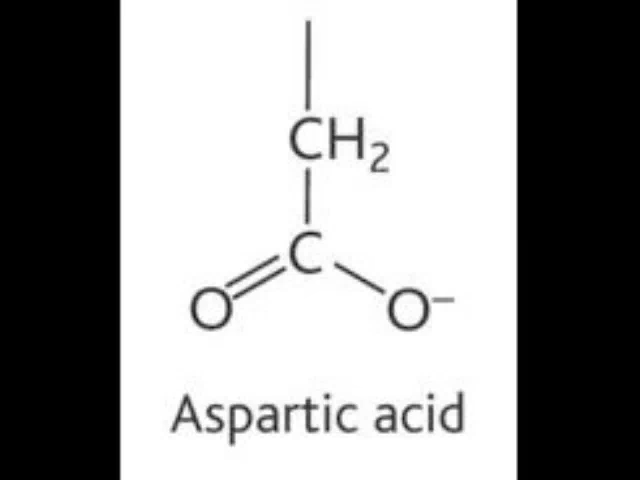 CH₂
C
O O⁻
Aspartic acid